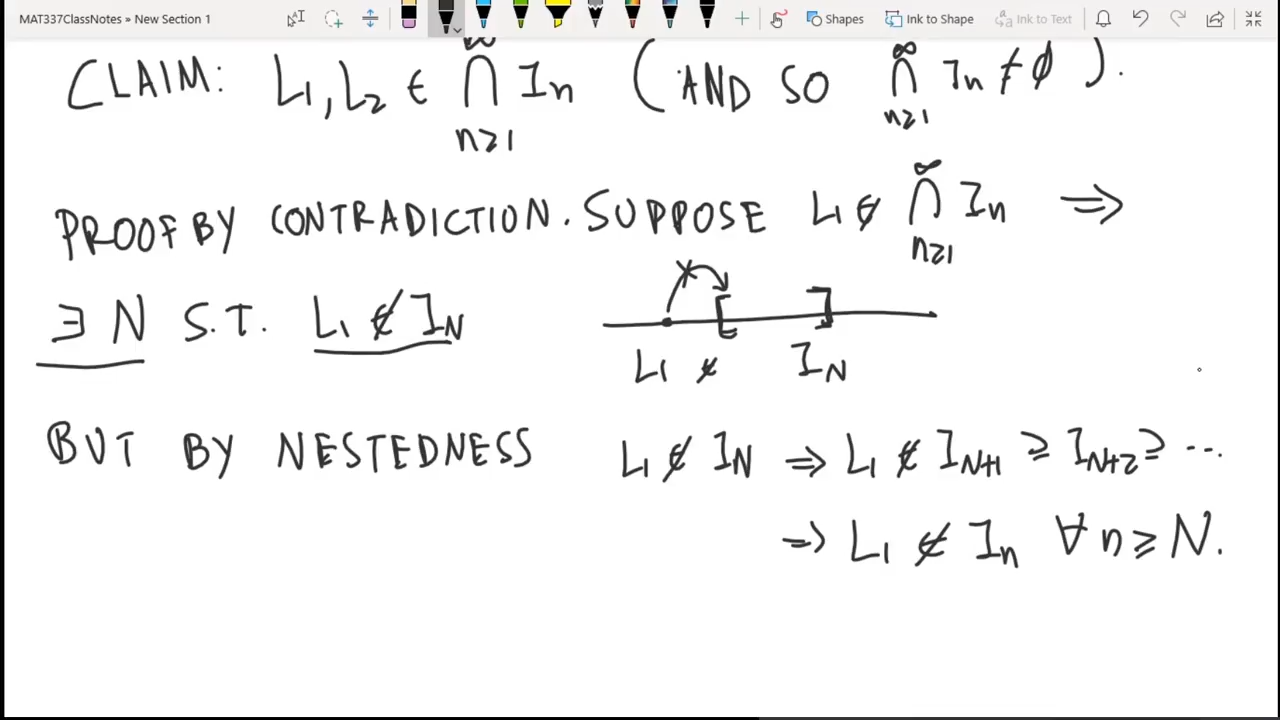 MAT337ClassNotes » New Section 1
Shapes
Ink to Shape
Ink to Text
CLAIM: L1, L2 ∈ ∞⋂n≥1 In (AND SO ∞⋂n≥1 In ≠ ∅).
PROOF BY CONTRADICTION. SUPPOSE L1 ∉ ∞⋂n≥1 In ⇒
∃ N S.T. L1 ∉ IN
[ ]
L1 ∉ IN
BUT BY NESTEDNESS L1 ∉ IN ⇒ L1 ∉ IN+1 ⊇ IN+2 ⊇ ...
⇒ L1 ∉ In ∀ n ≥ N.